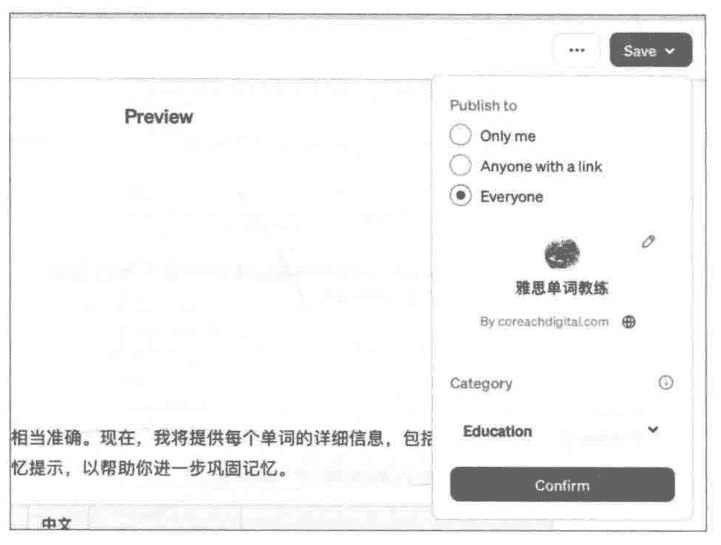 ...
Save
Preview
Publish to
Only me
Anyone with a link
Everyone
雅思单词教练
By coreachdigital.com
Category
Education
Confirm
相当准确。现在，我将提供每个单词的详细信息，包括
忆提示，以帮助你进一步巩固记忆。
中文